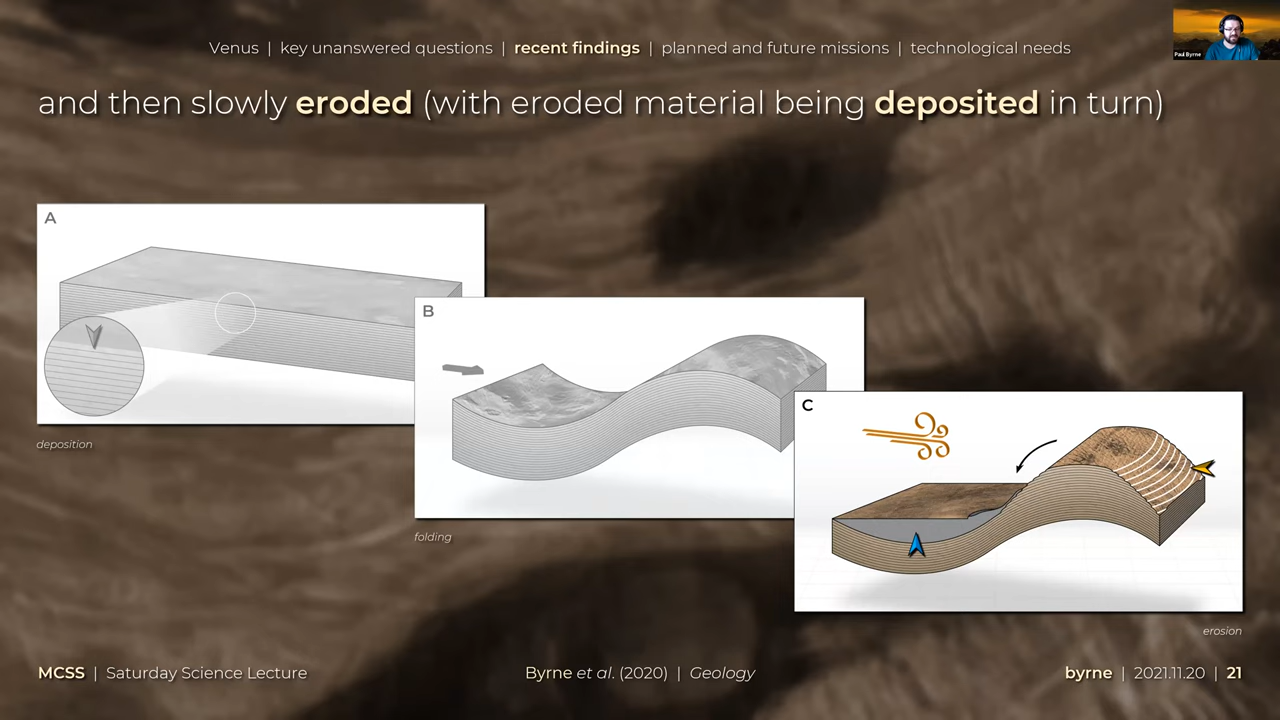 Venus | key unanswered questions | recent findings | planned and future missions | technological needs
Paul Byrne
and then slowly eroded (with eroded material being deposited in turn)
A
deposition
B
folding
C
erosion
MCSS | Saturday Science Lecture
Byrne et al. (2020) | Geology
byrne | 2021.11.20 | 21